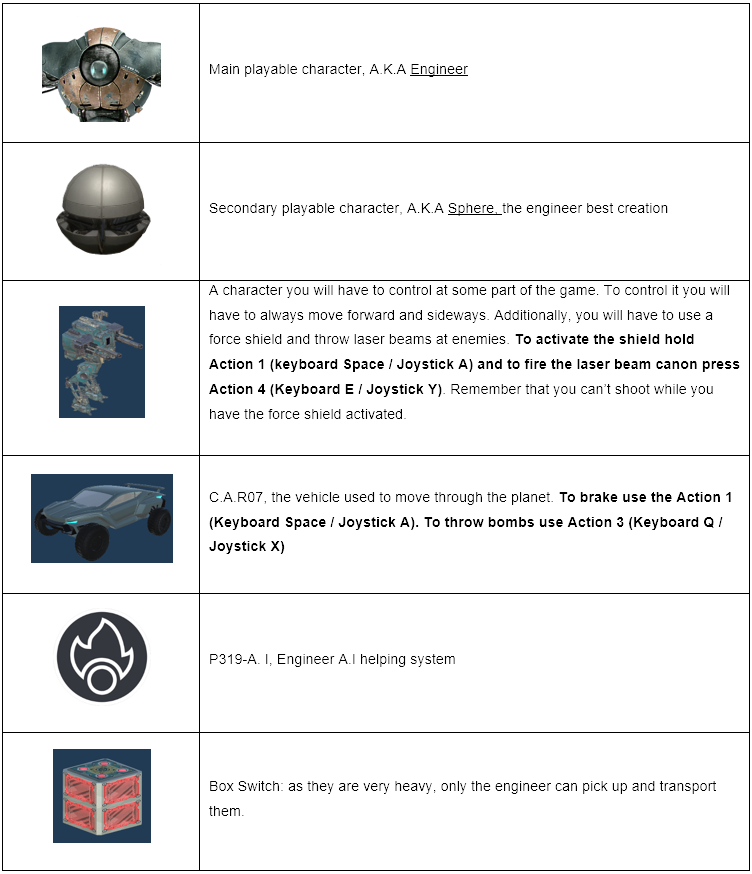 Main playable character, A.K.A Engineer
Secondary playable character, A.K.A Sphere, the engineer best creation
A character you will have to control at some part of the game. To control it you will
have to always move forward and sideways. Additionally, you will have to use a
force shield and throw laser beams at enemies. To activate the shield hold
Action 1 (keyboard Space / Joystick A) and to fire the laser beam canon press
Action 4 (Keyboard E / Joystick Y). Remember that you can’t shoot while you
have the force shield activated.
C.A.R07, the vehicle used to move through the planet. To brake use the Action 1
(Keyboard Space / Joystick A). To throw bombs use Action 3 (Keyboard Q /
Joystick X)
P319-A. I, Engineer A.I helping system
Box Switch: as they are very heavy, only the engineer can pick up and transport
them.